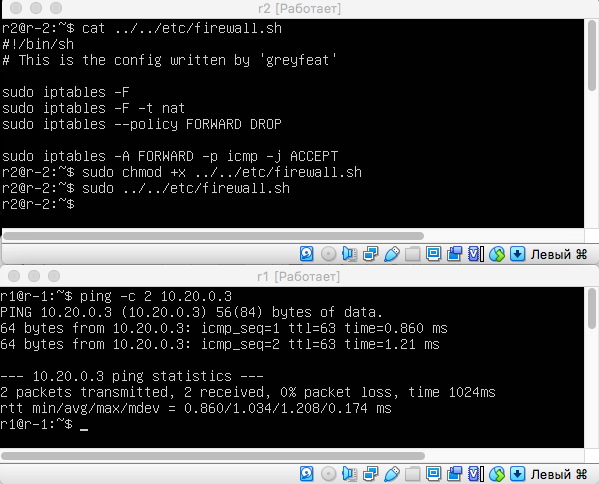 r2 [Работает]
r2@r-2:~$ cat ../../etc/firewall.sh
#!/bin/sh
# This is the config written by 'greyfeat'
sudo iptables -F
sudo iptables -F -t nat
sudo iptables --policy FORWARD DROP
sudo iptables -A FORWARD -p icmp -j ACCEPT
r2@r-2:~$ sudo chmod +x ../../etc/firewall.sh
r2@r-2:~$ sudo ../../etc/firewall.sh
r2@r-2:~$
Левый ⌘
r1 [Работает]
r1@r-1:~$ ping -c 2 10.20.0.3
PING 10.20.0.3 (10.20.0.3) 56(84) bytes of data.
64 bytes from 10.20.0.3: icmp_seq=1 ttl=63 time=0.860 ms
64 bytes from 10.20.0.3: icmp_seq=2 ttl=63 time=1.21 ms
--- 10.20.0.3 ping statistics ---
2 packets transmitted, 2 received, 0% packet loss, time 1024ms
rtt min/avg/max/mdev = 0.860/1.034/1.208/0.174 ms
r1@r-1:~$ _
Левый ⌘